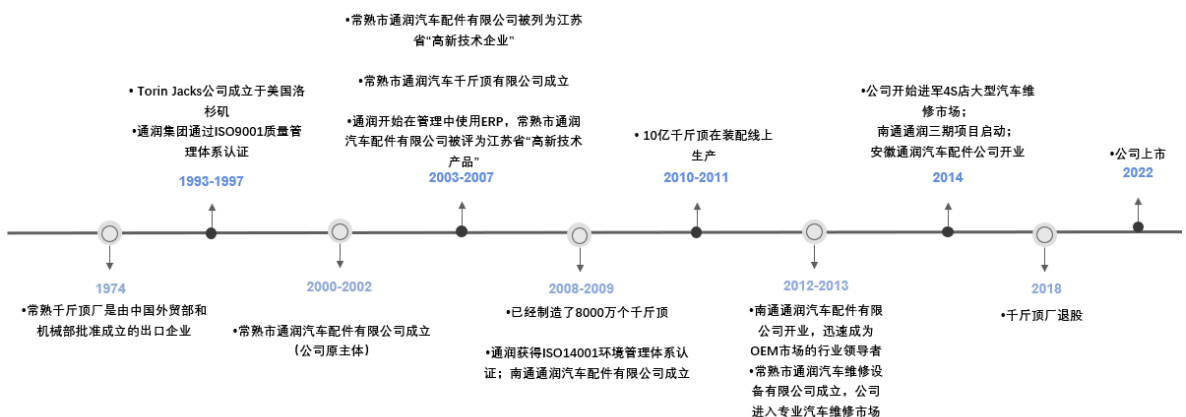 •常熟市通润汽车配件有限公司被列为江苏
省“高新技术企业”
•常熟市通润汽车千斤顶有限公司成立
•通润开始在管理中使用ERP，常熟市通润
汽车配件有限公司被评为江苏省“高新技术
产品”
2003-2007
• Torin Jacks公司成立于美国洛
杉矶
•通润集团通过ISO9001质量管
理体系认证
1993-1997
• 10亿千斤顶在装配线上
生产
2010-2011
•公司开始进军4S店大型汽车维
修市场；
南通通润三期项目启动；
安徽通润汽车配件公司开业
2014
•公司上市
2022
1974
•常熟千斤顶厂是由中国外贸部和
机械部批准成立的出口企业
2000-2002
•常熟市通润汽车配件有限公司成立
（公司原主体）
2008-2009
•已经制造了8000万个千斤顶
•通润获得ISO14001环境管理体系认
证；南通通润汽车配件有限公司成立
2012-2013
•南通通润汽车配件有限
公司开业，迅速成为
OEM市场的行业领导者
•常熟市通润汽车维修设
备有限公司成立，公司
进入专业汽车维修市场
2018
•千斤顶厂退股